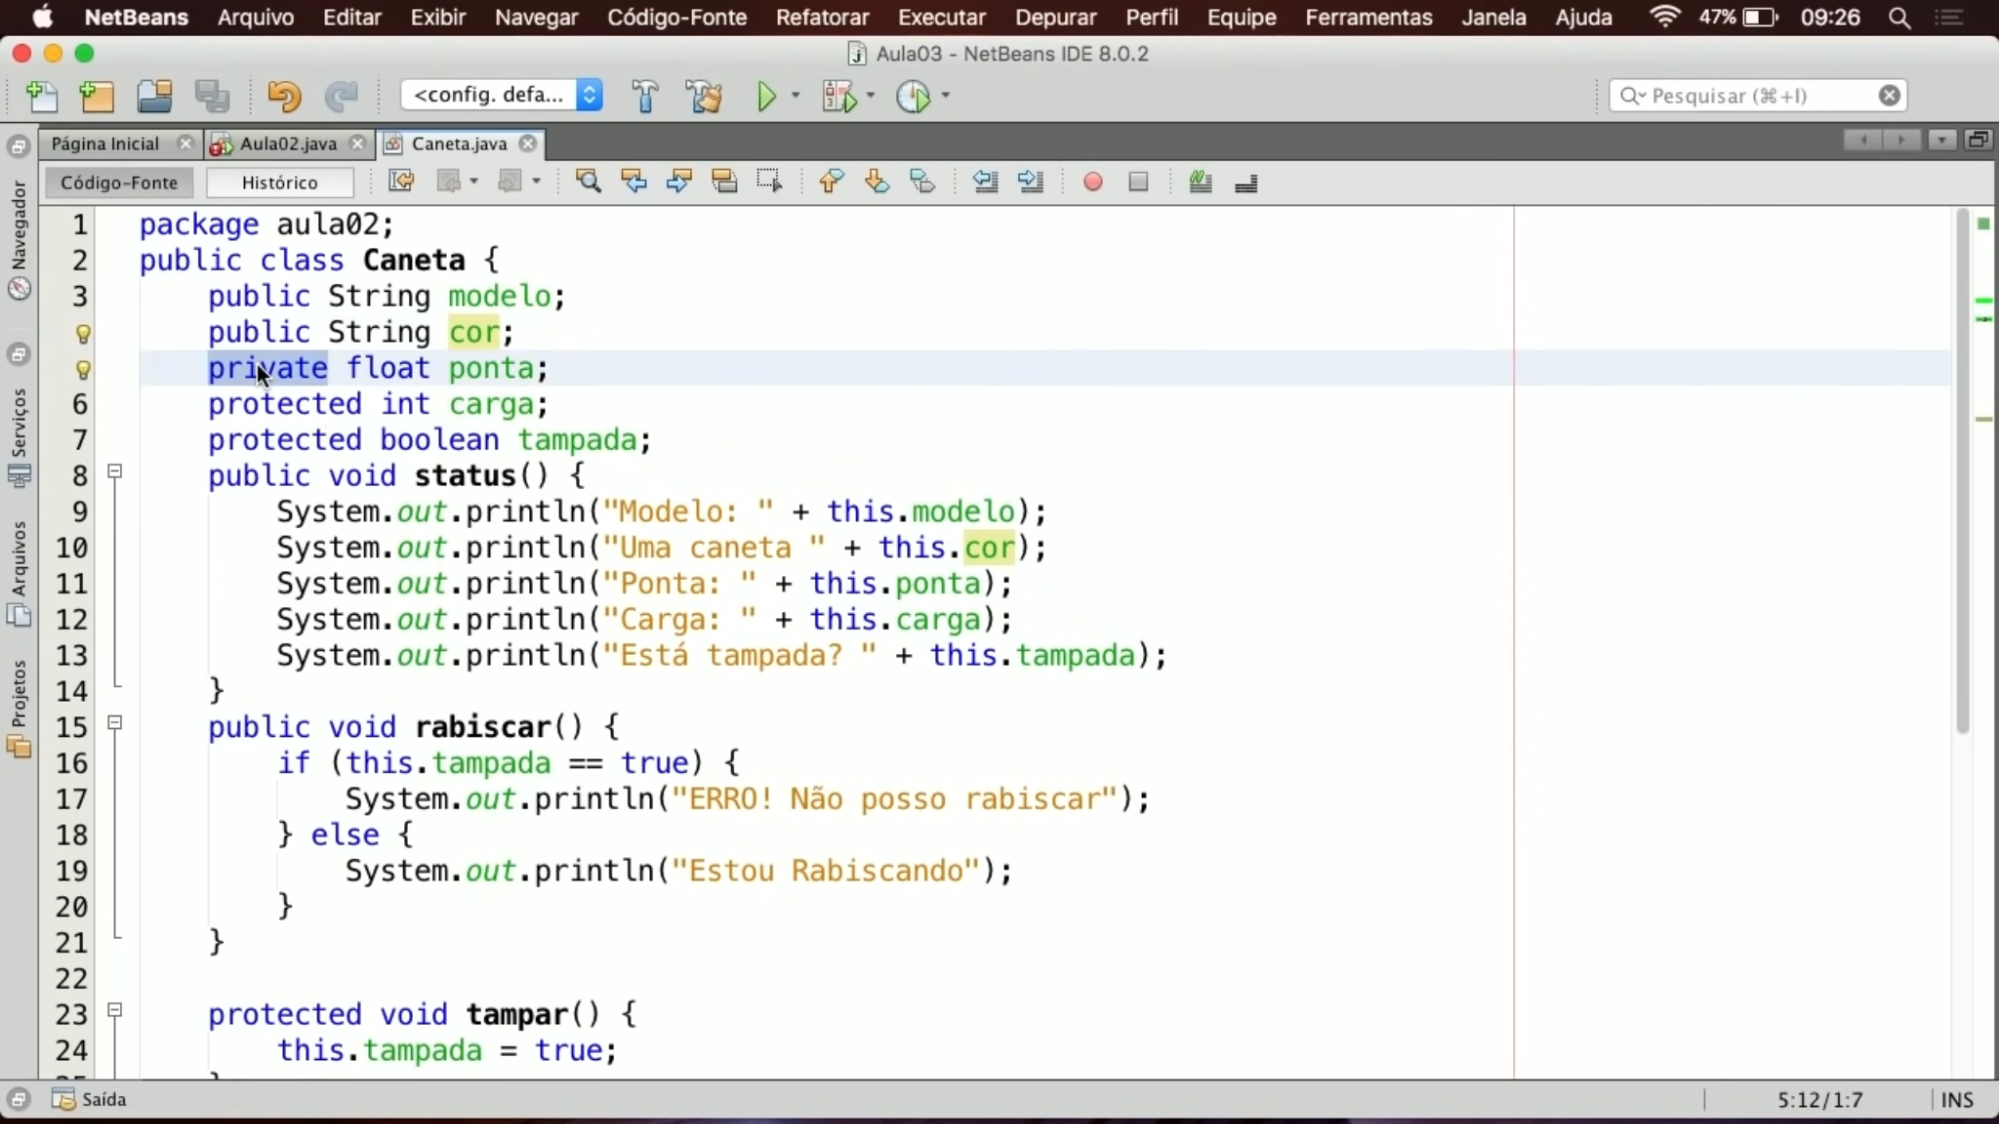 NetBeans Arquivo Editar Exibir Navegar Código-Fonte Refatorar Executar Depurar Perfil Equipe Ferramentas Janela Ajuda 47% 09:26
Aula03 - NetBeans IDE 8.0.2
<config. defa... Pesquisar (⌘+I)
Página Inicial Aula02.java Caneta.java
Código-Fonte Histórico
Navegador
Serviços
Arquivos
Projetos
1 package aula02;
2 public class Caneta {
3 public String modelo;
public String cor;
private float ponta;
6 protected int carga;
7 protected boolean tampada;
8 public void status() {
9 System.out.println("Modelo: " + this.modelo);
10 System.out.println("Uma caneta " + this.cor);
11 System.out.println("Ponta: " + this.ponta);
12 System.out.println("Carga: " + this.carga);
13 System.out.println("Está tampada? " + this.tampada);
14 }
15 public void rabiscar() {
16 if (this.tampada == true) {
17 System.out.println("ERRO! Não posso rabiscar");
18 } else {
19 System.out.println("Estou Rabiscando");
20 }
21 }
22
23 protected void tampar() {
24 this.tampada = true;
Saída 5:12/1:7 INS